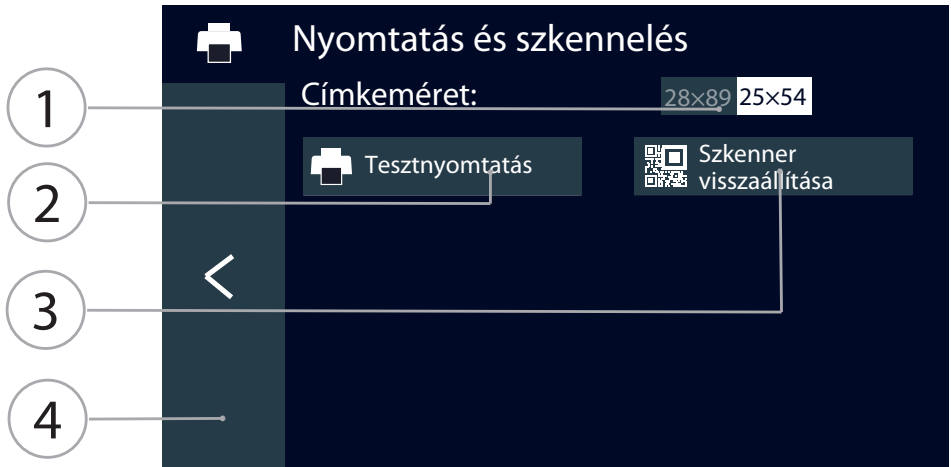 Nyomtatás és szkennelés
1
Címkeméret:
28×89 25×54
2
Tesztnyomtatás
Szkenner
visszaállítása
3
4